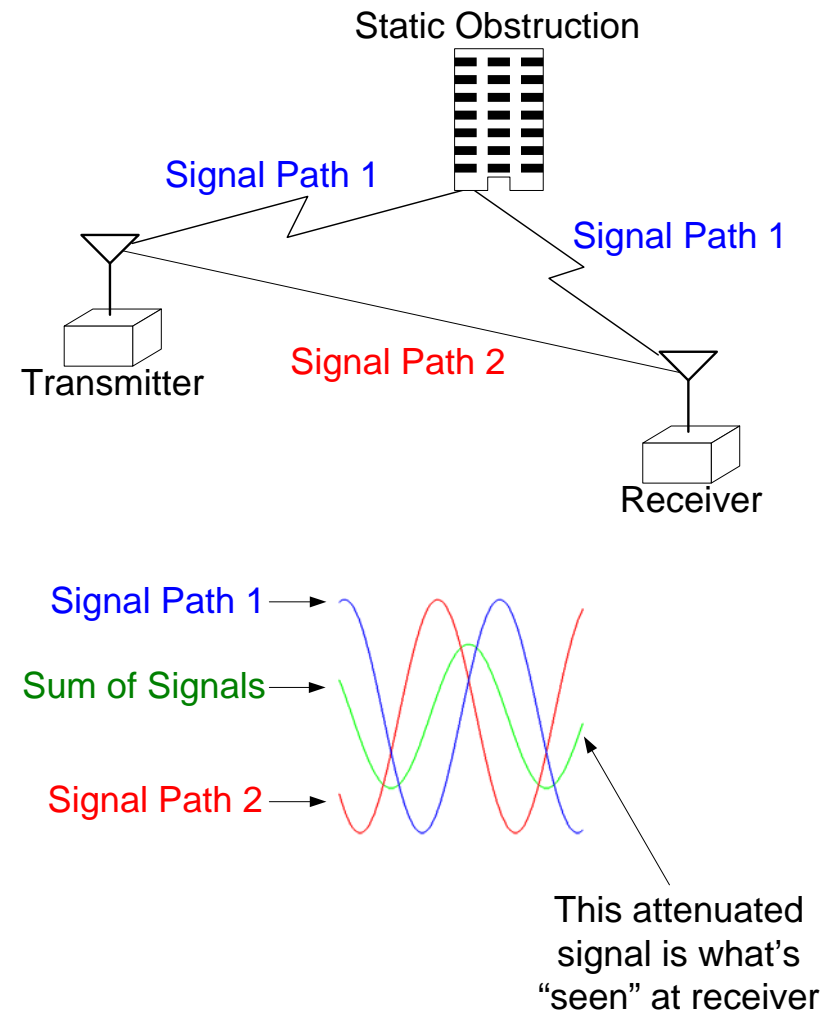 Static Obstruction
Signal Path 1
Signal Path 1
Signal Path 2
Transmitter
Receiver
Signal Path 1
Sum of Signals
Signal Path 2
This attenuated
signal is what's
“seen” at receiver